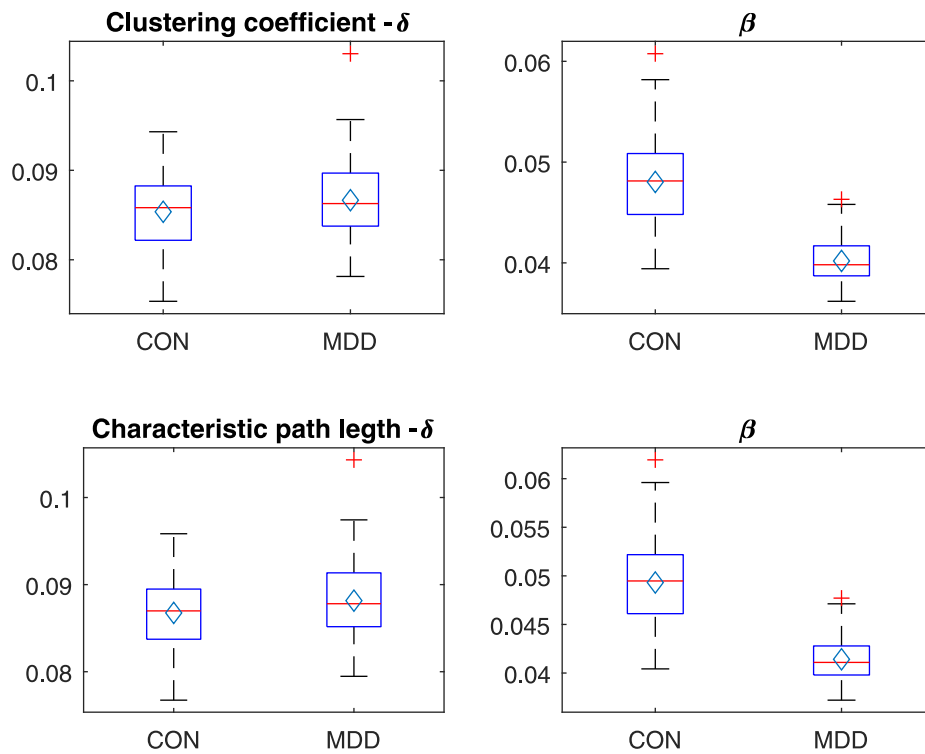 Clustering coefficient -δ
0.1
0.09
0.08
CON MDD
β
0.06
0.05
0.04
CON MDD
Characteristic path legth -δ
0.1
0.09
0.08
CON MDD
β
0.06
0.055
0.05
0.045
0.04
CON MDD